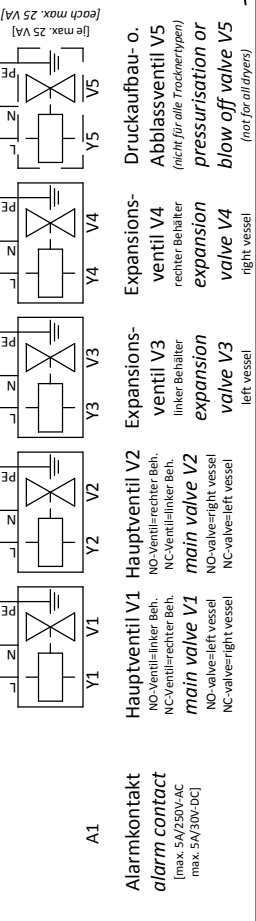 A1
Alarmkontakt
alarm contact
[max. 5A/250V-AC
max. 5A/30V-DC]
L N PE
Y1 V1
Hauptventil V1
NO-Ventil=linker Beh.
NC-Ventil=rechter Beh.
main valve V1
NO-valve=left vessel
NC-valve=right vessel
L N PE
Y2 V2
Hauptventil V2
NO-Ventil=rechter Beh.
NC-Ventil=linker Beh.
main valve V2
NO-valve=right vessel
NC-valve=left vessel
L N PE
Y3 V3
Expansions-
ventil V3
linker Behälter
expansion
valve V3
left vessel
L N PE
Y4 V4
Expansions-
ventil V4
rechter Behälter
expansion
valve V4
right vessel
L N PE
[je max. 25 VA]
[each max. 25 VA]
Y5 V5
Druckaufbau- o.
Abblassventil V5
(nicht für alle Trocknertypen)
pressurisation or
blow off valve V5
(not for all dryers)